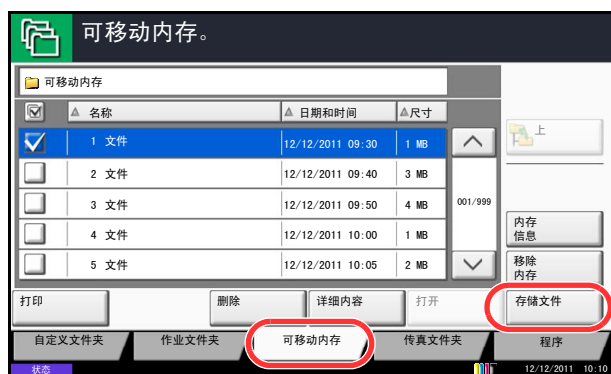 可移动内存。
可移动内存
名称 日期和时间 尺寸
1 文件 12/12/2011 09:30 1 MB
2 文件 12/12/2011 09:40 3 MB
3 文件 12/12/2011 09:50 4 MB
4 文件 12/12/2011 10:00 1 MB
5 文件 12/12/2011 10:05 2 MB
001/999
上
内存
信息
移除
内存
打印 删除 详细内容 打开 存储文件
自定义文件夹 作业文件夹 可移动内存 传真文件夹 程序
状态 12/12/2011 10:10